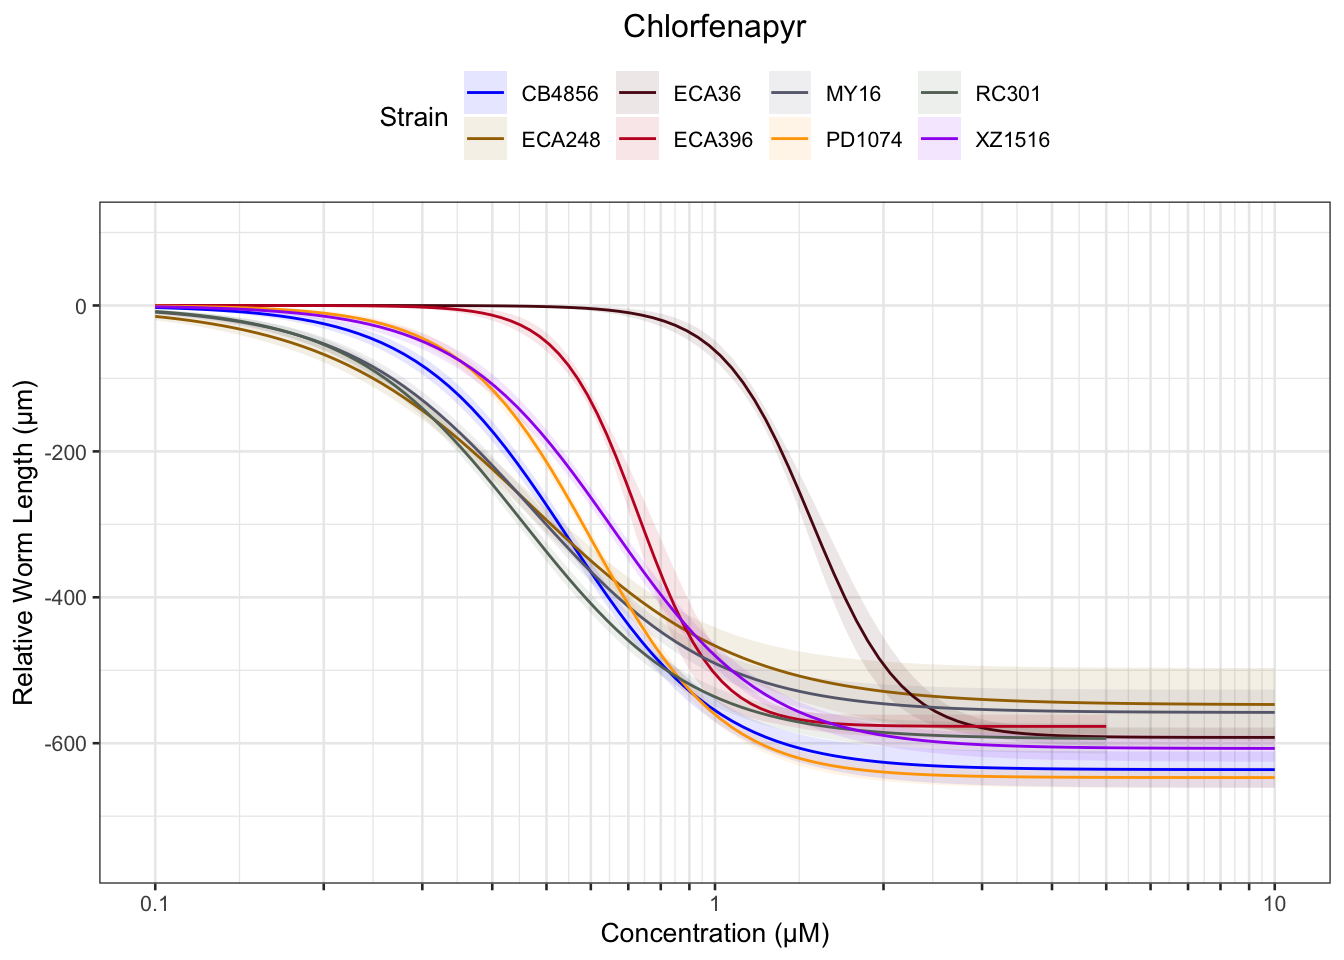 Chlorfenapyr
Strain
CB4856 ECA36 MY16 RC301
ECA248 ECA396 PD1074 XZ1516
Relative Worm Length (µm)
0
-200
-400
-600
0.1 1 10
Concentration (µM)